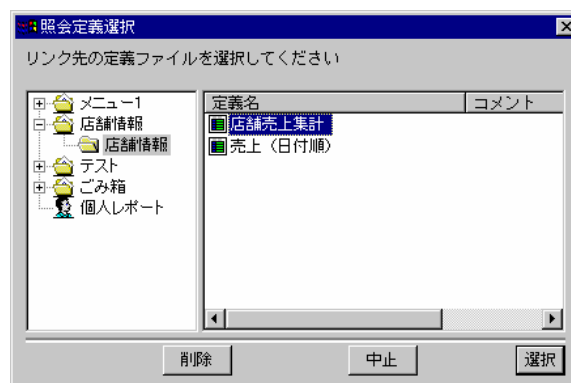 照会定義選択
リンク先の定義ファイルを選択してください
メニュー1
店舗情報
店舗情報
テスト
ごみ箱
個人レポート
定義名 コメント
店舗売上集計
売上（日付順）
削除 中止 選択